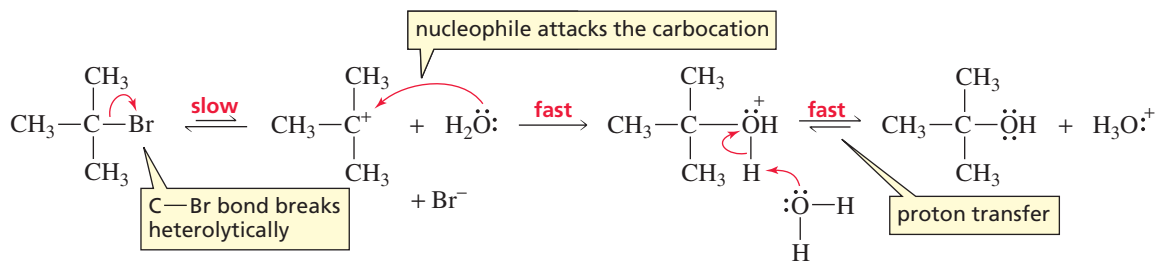 nucleophile attacks the carbocation
CH₃ CH₃ CH₃ CH₃
CH₃—C—Br slow CH₃—C⁺ + H₂Ö: fast CH₃—C—ÖH⁺ fast CH₃—C—ÖH + H₃O:⁺
CH₃ CH₃ CH₃ H CH₃
+ Br⁻
C—Br bond breaks
heterolytically
:Ö—H
H
proton transfer